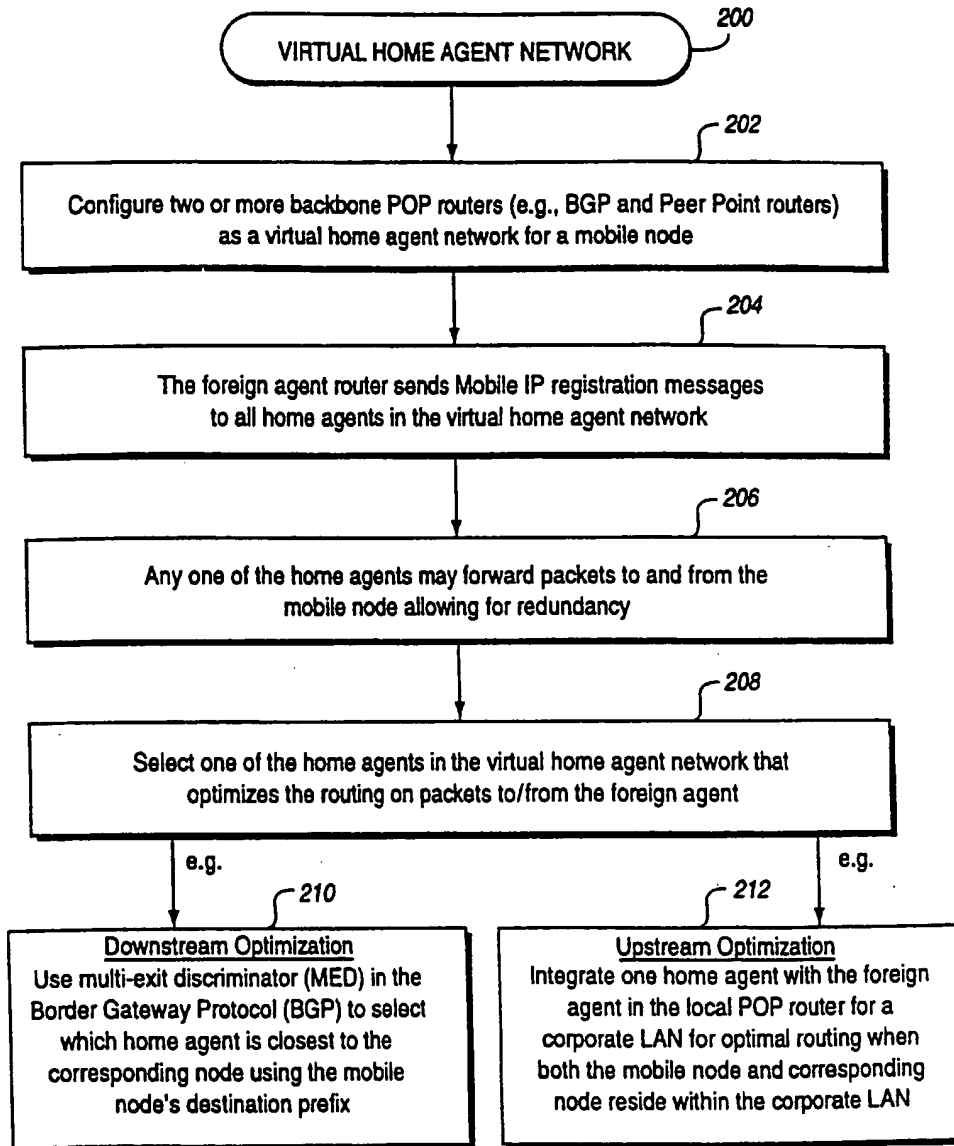 VIRTUAL HOME AGENT NETWORK
200
202
Configure two or more backbone POP routers (e.g., BGP and Peer Point routers)
as a virtual home agent network for a mobile node
204
The foreign agent router sends Mobile IP registration messages
to all home agents in the virtual home agent network
206
Any one of the home agents may forward packets to and from the
mobile node allowing for redundancy
208
Select one of the home agents in the virtual home agent network that
optimizes the routing on packets to/from the foreign agent
e.g.
e.g.
210
Downstream Optimization
Use multi-exit discriminator (MED) in the
Border Gateway Protocol (BGP) to select
which home agent is closest to the
corresponding node using the mobile
node's destination prefix
212
Upstream Optimization
Integrate one home agent with the foreign
agent in the local POP router for a
corporate LAN for optimal routing when
both the mobile node and corresponding
node reside within the corporate LAN